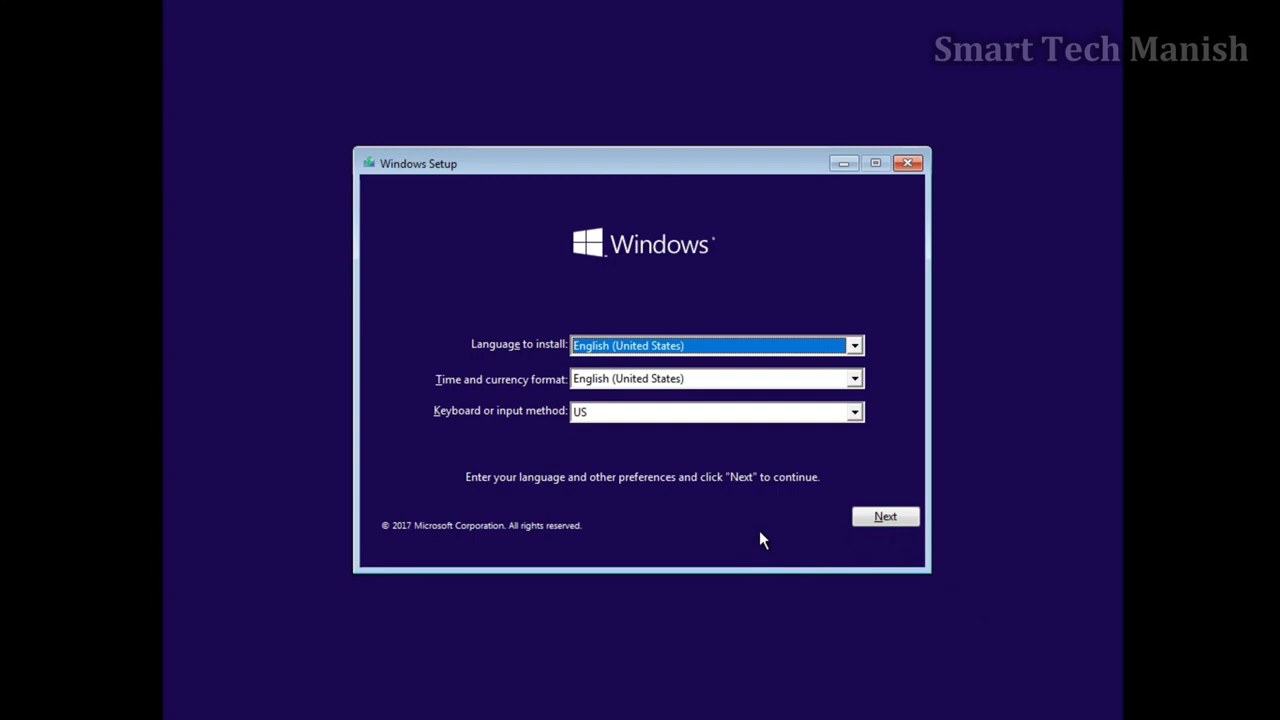 Smart Tech Manish
Windows Setup
Windows
Language to install: English (United States)
Time and currency format: English (United States)
Keyboard or input method: US
Enter your language and other preferences and click "Next" to continue.
Next
© 2017 Microsoft Corporation. All rights reserved.